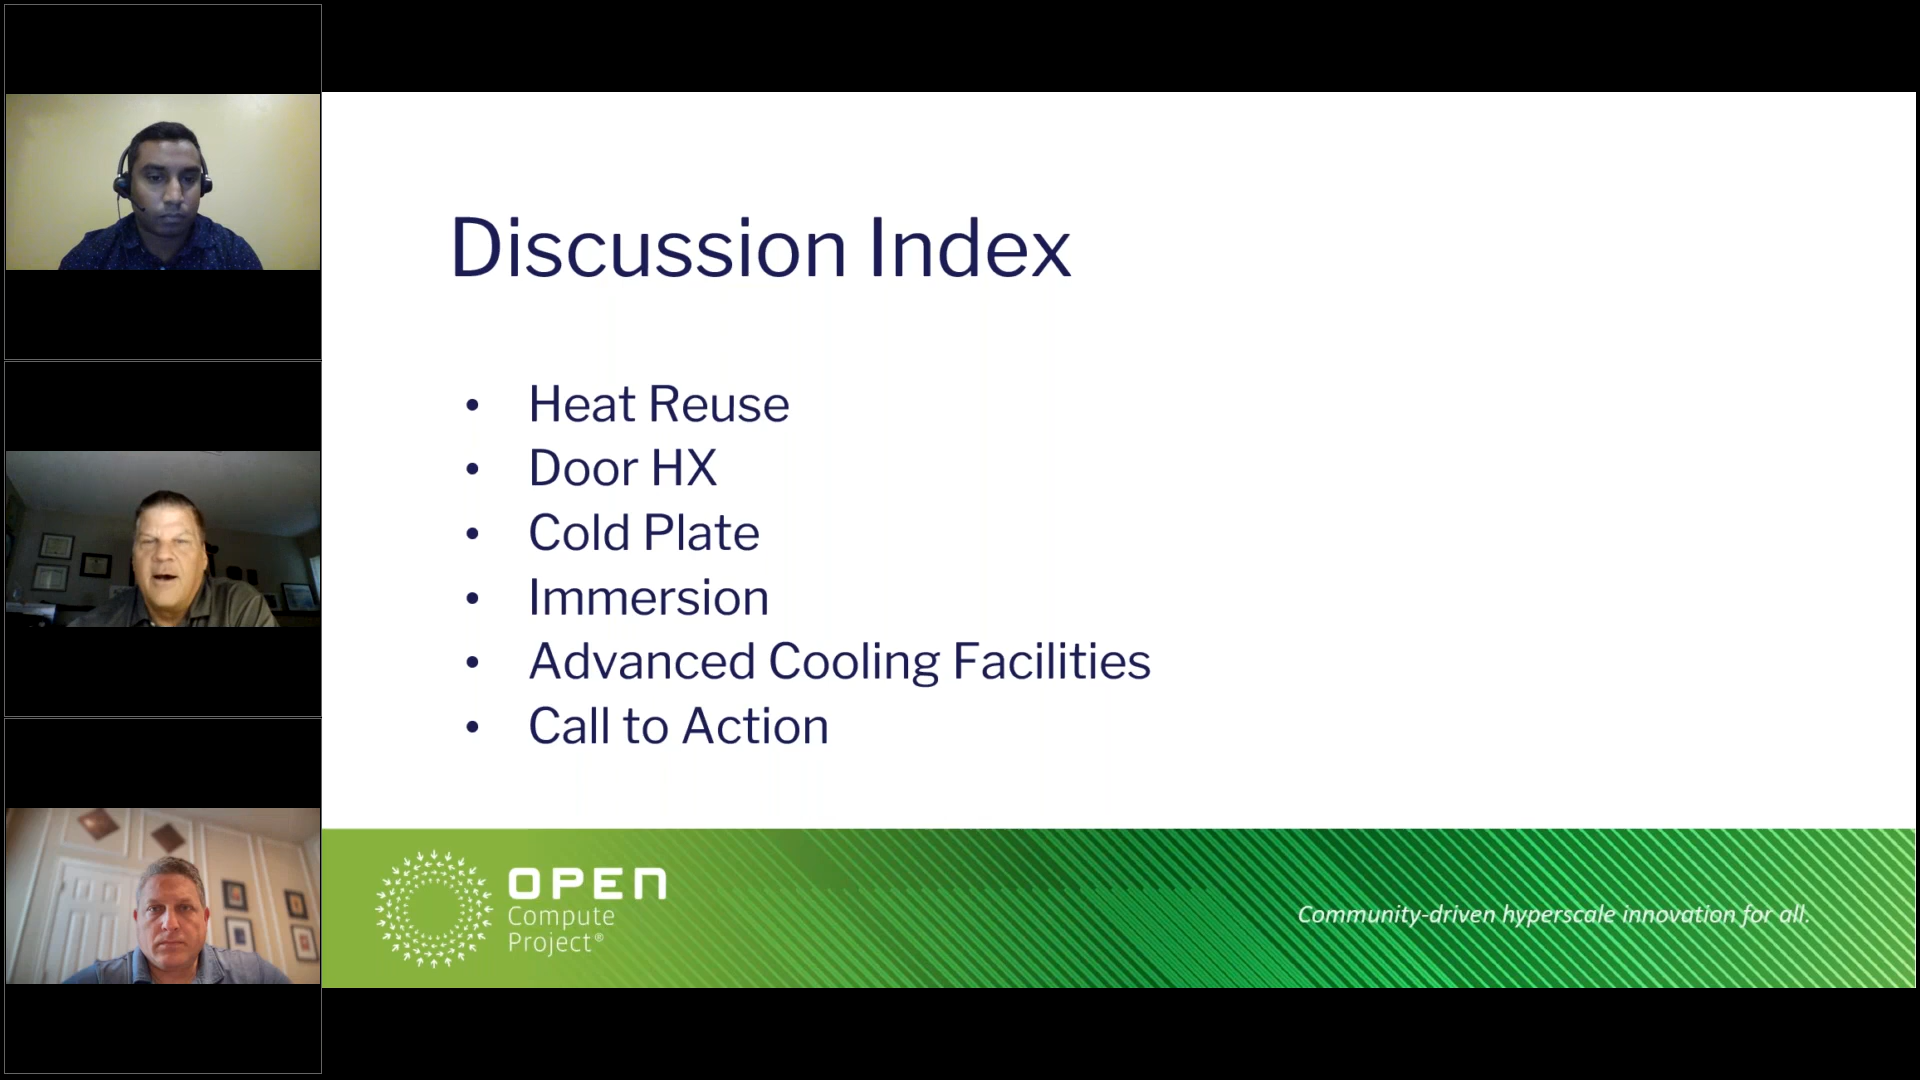 Discussion Index
• Heat Reuse
• Door HX
• Cold Plate
• Immersion
• Advanced Cooling Facilities
• Call to Action
OPEN
Compute
Project®
Community-driven hyperscale innovation for all.